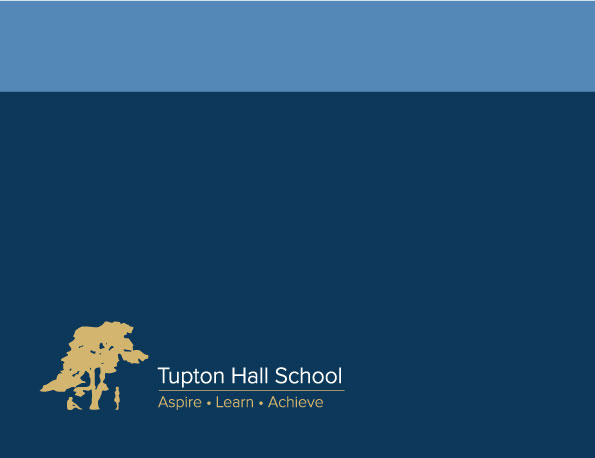 Tupton Hall School
Aspire • Learn • Achieve